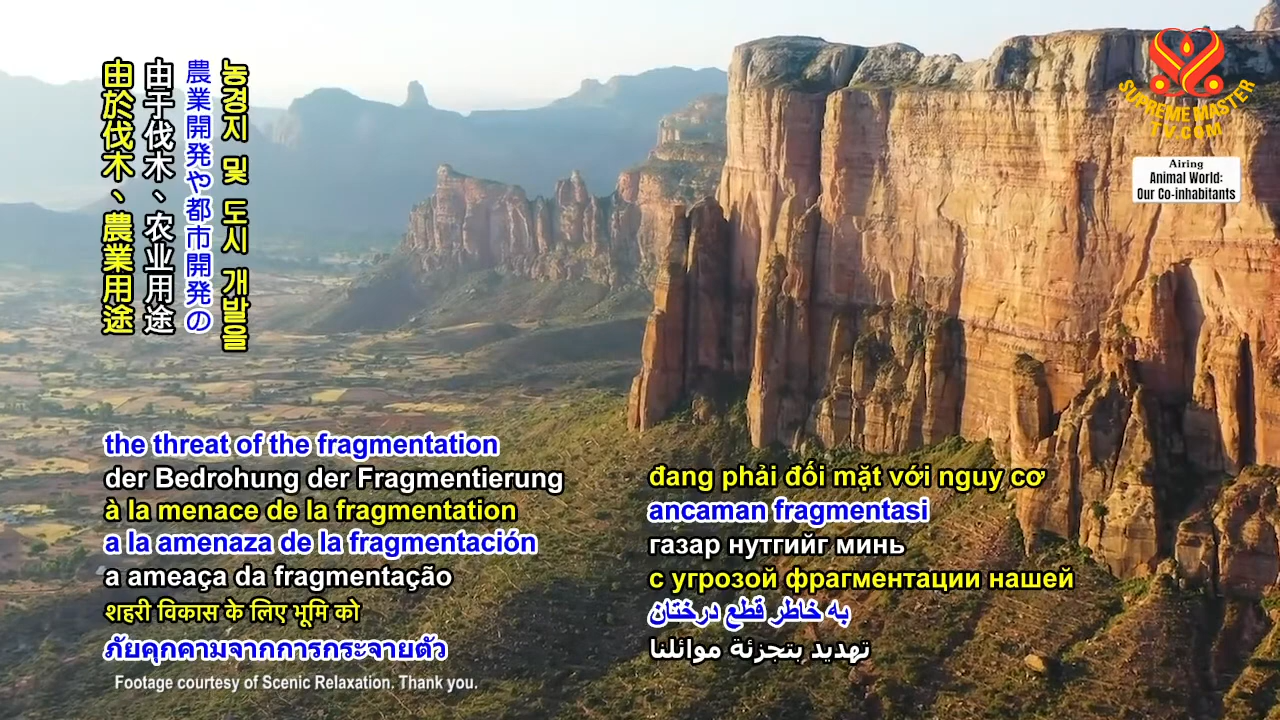 由於伐木、農業用途
由于伐木、农业用途
農業開発や都市開発の
농경지 및 도시 개발을
SUPREME MASTER
TV.COM
Airing
Animal World:
Our Co-inhabitants
the threat of the fragmentation
der Bedrohung der Fragmentierung
à la menace de la fragmentation
a la amenaza de la fragmentación
a ameaça da fragmentação
शहरी विकास के लिए भूमि को
ภัยคุกคามจากการกระจายตัว
đang phải đối mặt với nguy cơ
ancaman fragmentasi
газар нутгийг минь
с угрозой фрагментации нашей
به خاطر قطع درختان
تهديد بتجزئة موائلنا
Footage courtesy of Scenic Relaxation. Thank you.